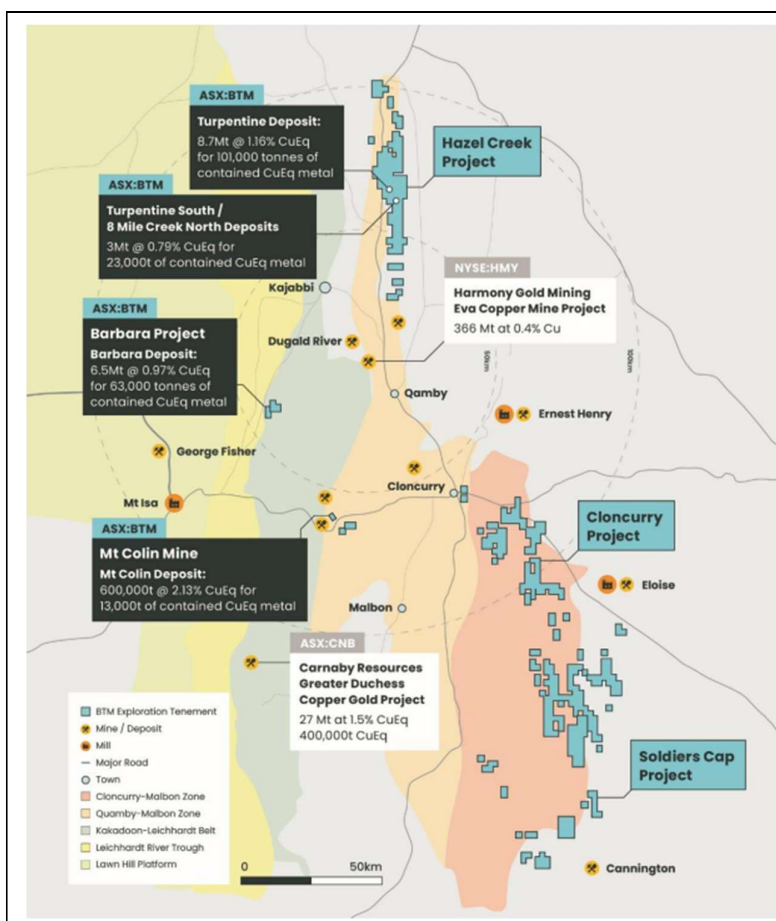 ASX:BTM
Turpentine Deposit:
8.7Mt @ 1.16% CuEq
for 101,000 tonnes of
contained CuEq metal
Hazel Creek
Project
ASX:BTM
Turpentine South /
8 Mile Creek North Deposits
3Mt @ 0.79% CuEq for
23,000t of contained CuEq metal
NYSE:HMY
Harmony Gold Mining
Eva Copper Mine Project
366 Mt at 0.4% Cu
Kajabbi
ASX:BTM
Barbara Project
Barbara Deposit:
6.5Mt @ 0.97% CuEq
for 63,000 tonnes of
contained CuEq metal
Dugald River
50km
100km
Qamby
Ernest Henry
George Fisher
Cloncurry
Mt Isa
ASX:BTM
Mt Colin Mine
Mt Colin Deposit:
600,000t @ 2.13% CuEq for
13,000t of contained CuEq metal
Cloncurry
Project
Eloise
Malbon
ASX:CNB
Carnaby Resources
Greater Duchess
Copper Gold Project
27 Mt at 1.5% CuEq
400,000t CuEq
BTM Exploration Tenement
Mine / Deposit
Mill
Major Road
Town
Cloncurry-Malbon Zone
Quamby-Malbon Zone
Kakadoon-Leichhardt Belt
Leichhardt River Trough
Lawn Hill Platform
Soldiers Cap
Project
0 50km
Cannington